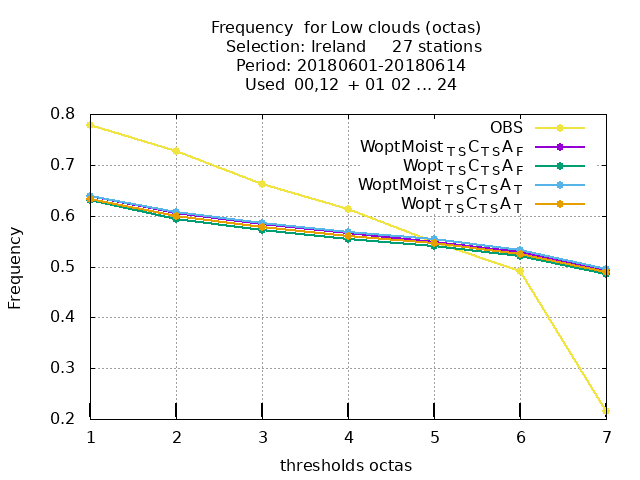 Frequency for Low clouds (octas)
Selection: Ireland 27 stations
Period: 20180601-20180614
Used 00,12 + 01 02 ... 24
OBS
WoptMoist TS C TS A F
Wopt TS C TS A F
WoptMoist TS C TS A T
Wopt TS C TS A T
Frequency
0.8
0.7
0.6
0.5
0.4
0.3
0.2
1 2 3 4 5 6 7
thresholds octas